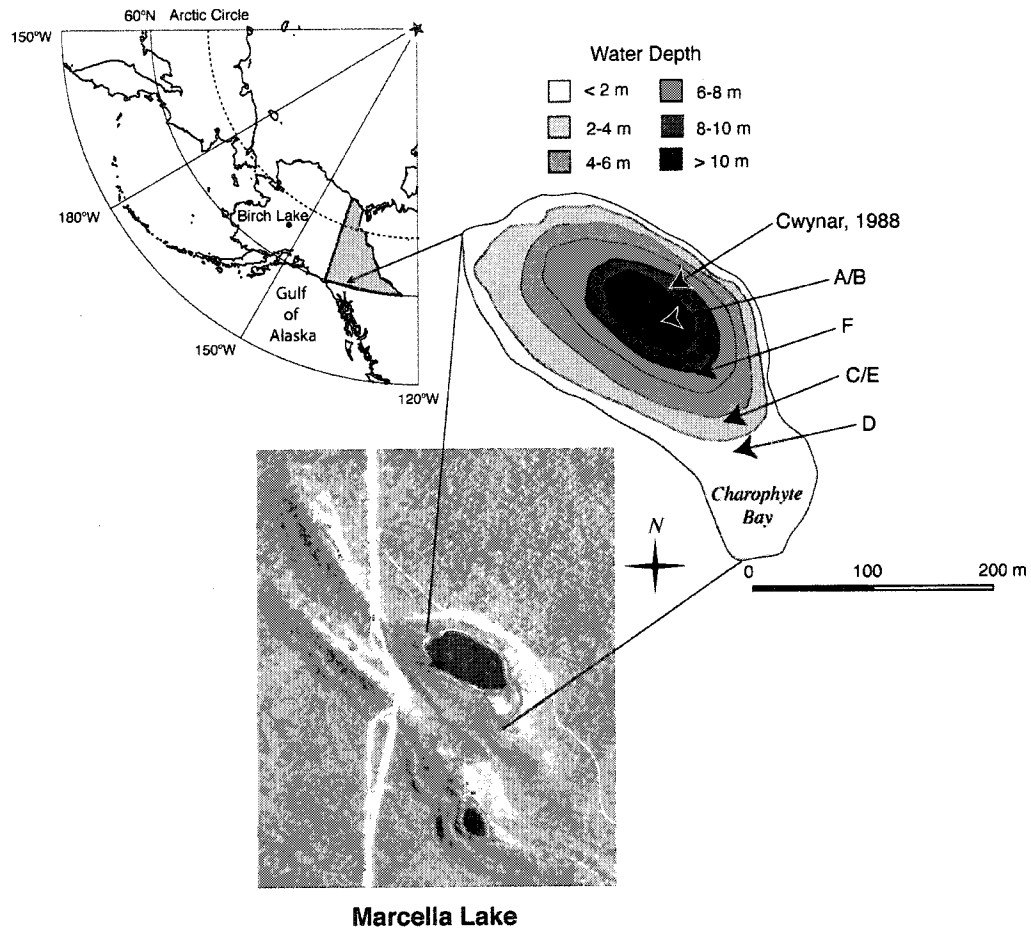 60°N Arctic Circle
150°W
180°W
Birch Lake
Gulf
of
Alaska
150°W
120°W
Water Depth
< 2 m
6-8 m
2-4 m
8-10 m
4-6 m
> 10 m
Cwynar, 1988
A/B
F
C/E
D
Charophyte
Bay
N
0 100 200 m
Marcella Lake